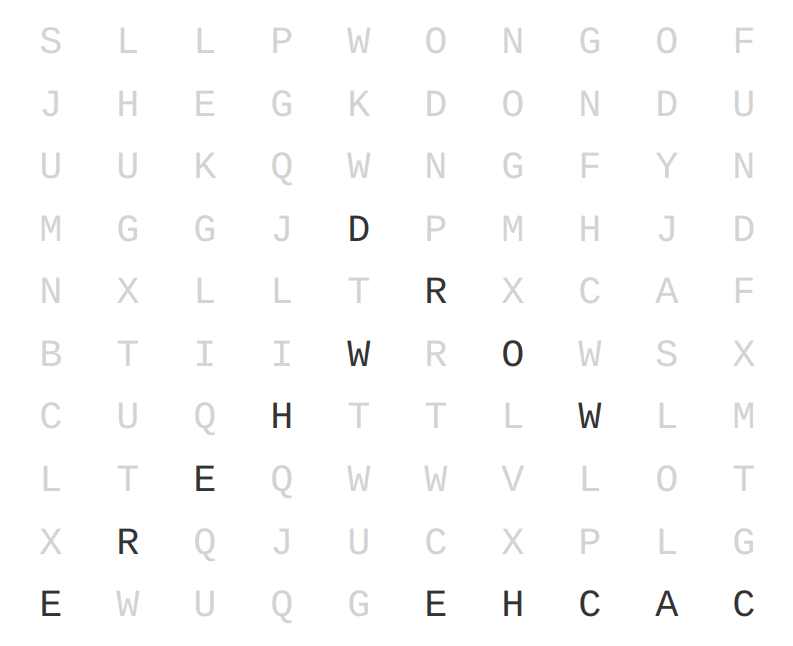 S L L P W O N G O F
J H E G K D O N D U
U U K Q W N G F Y N
M G G J D P M H J D
N X L L T R X C A F
B T I I W R O W S X
C U Q H T T L W L M
L T E Q W W V L O T
X R Q J U C X P L G
E W U Q G E H C A C